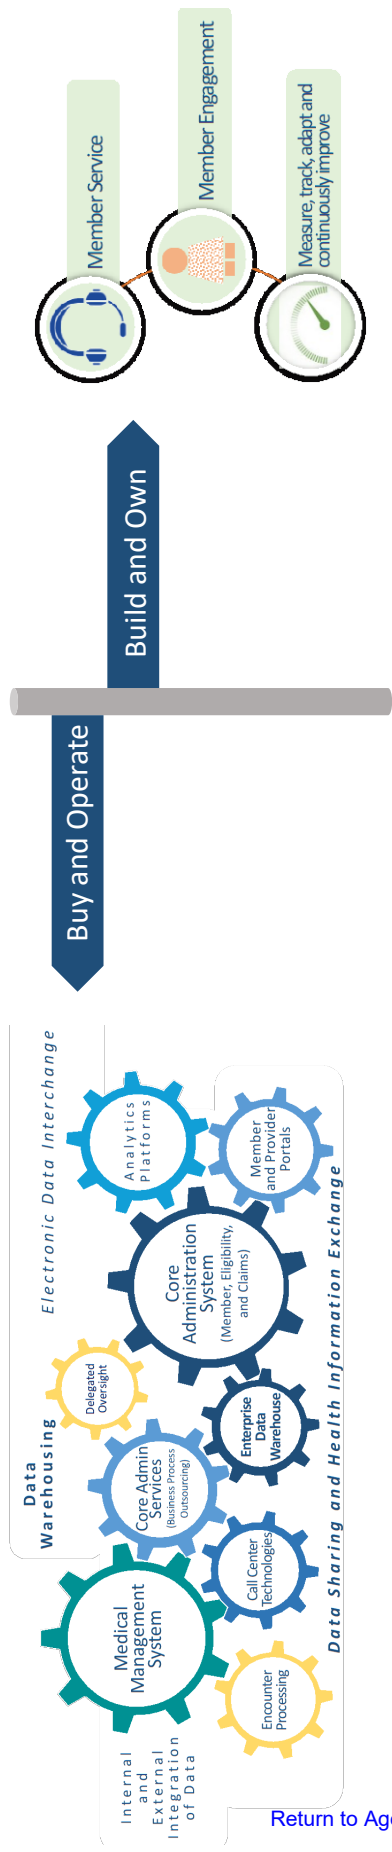 Internal
and
External
Integration
of Data
Data
Warehousing
Electronic Data Interchange
Medical
Management
System
Core Admin
Services
(Business Process
Outsourcing)
Delegated
Oversight
Core
Administration
System
(Member, Eligibility,
and Claims)
Analytics
Platforms
Encounter
Processing
Call Center
Technologies
Enterprise
Data
Warehouse
Member
and Provider
Portals
Data Sharing and Health Information Exchange
Buy and Operate
Build and Own
Member Service
Member Engagement
Measure, track, adapt and
continuously improve
Return to Ag